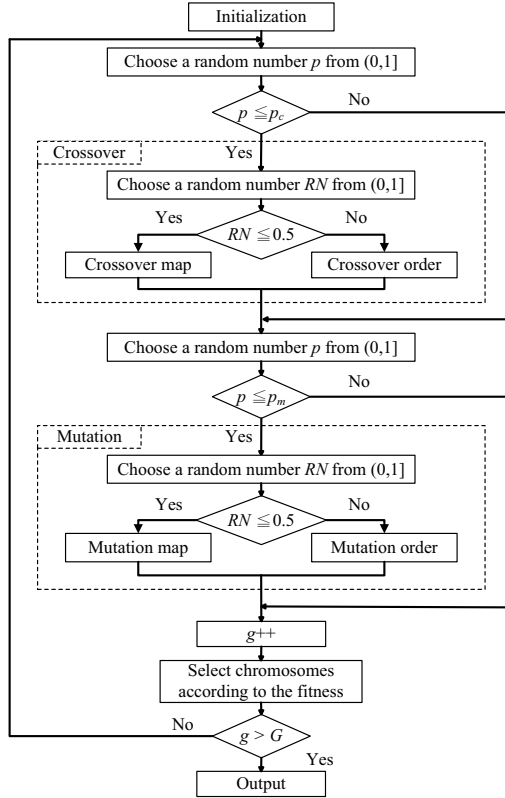 Initialization
Choose a random number p from (0,1]
p ≦ p_c
No
Yes
Crossover
Choose a random number RN from (0,1]
Yes
RN ≦ 0.5
No
Crossover map
Crossover order
Choose a random number p from (0,1]
p ≦ p_m
No
Yes
Mutation
Choose a random number RN from (0,1]
Yes
RN ≦ 0.5
No
Mutation map
Mutation order
g++
Select chromosomes
according to the fitness
No
g > G
Yes
Output